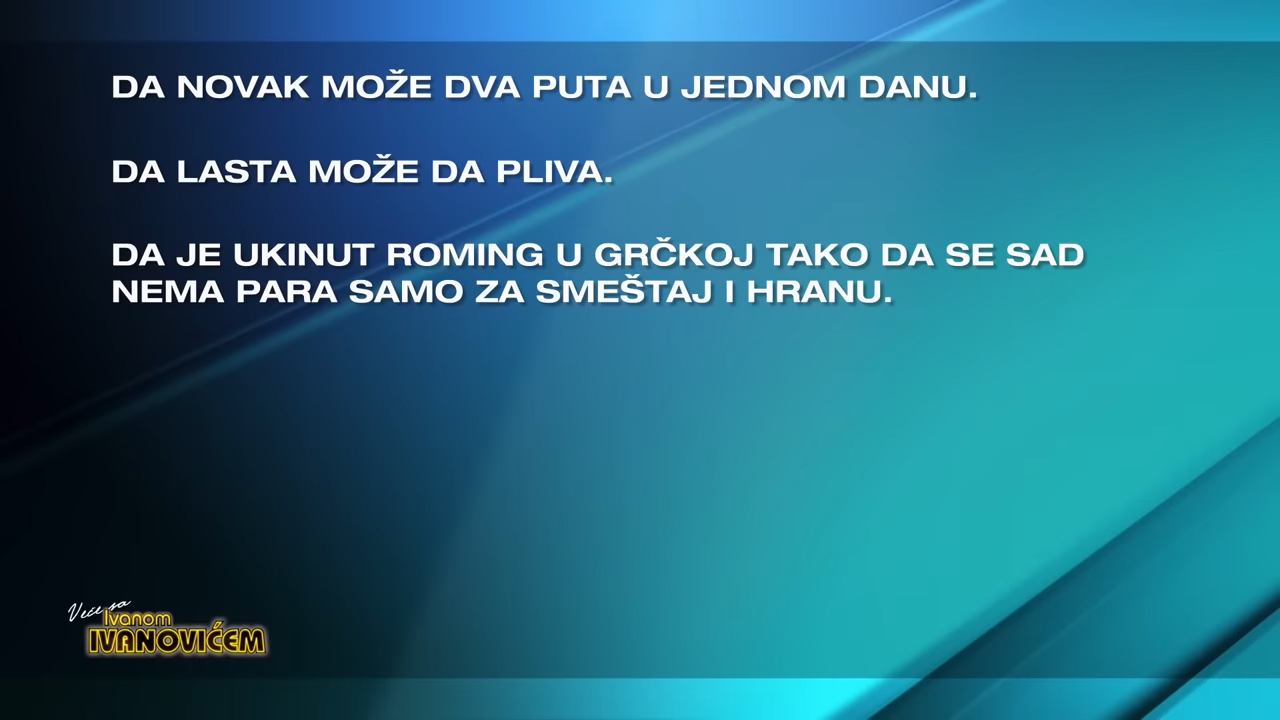 DA NOVAK MOŽE DVA PUTA U JEDNOM DANU.
DA LASTA MOŽE DA PLIVA.
DA JE UKINUT ROMING U GRČKOJ TAKO DA SE SAD
NEMA PARA SAMO ZA SMEŠTAJ I HRANU.
Veče sa
Ivanom
IVANOVIĆEM